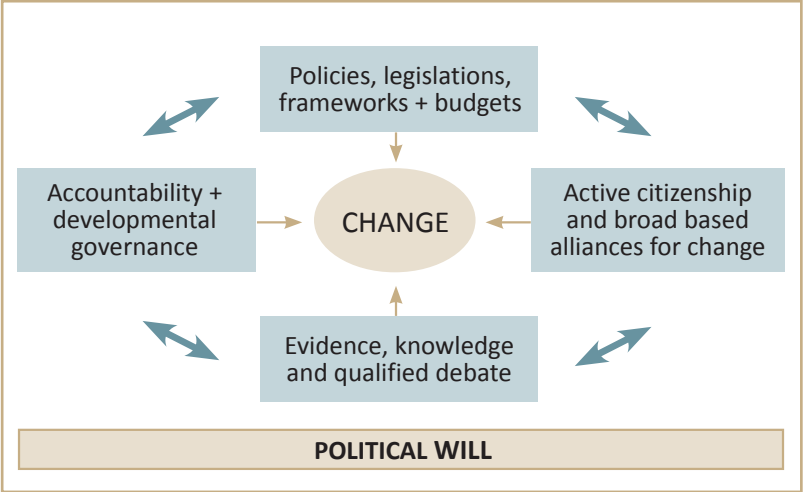 Policies, legislations,
frameworks + budgets
Accountability +
developmental
governance
CHANGE
Active citizenship
and broad based
alliances for change
Evidence, knowledge
and qualified debate
POLITICAL WILL